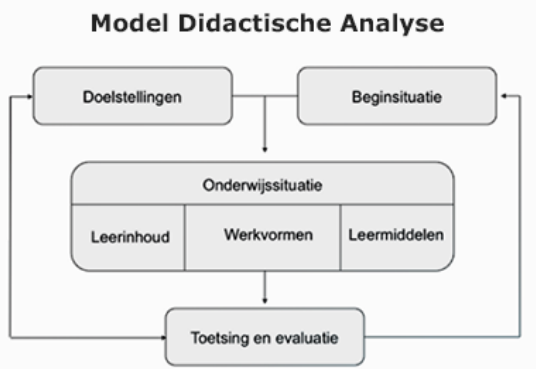 Model Didactische Analyse
Doelstellingen
Beginsituatie
Onderwijssituatie
Leerinhoud
Werkvormen
Leermiddelen
Toetsing en evaluatie